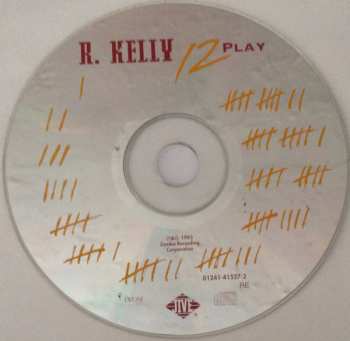 R. KELLY 12 PLAY
℗&© 1993
Zomba Recording
Corporation
01241-41527-2
JIVE